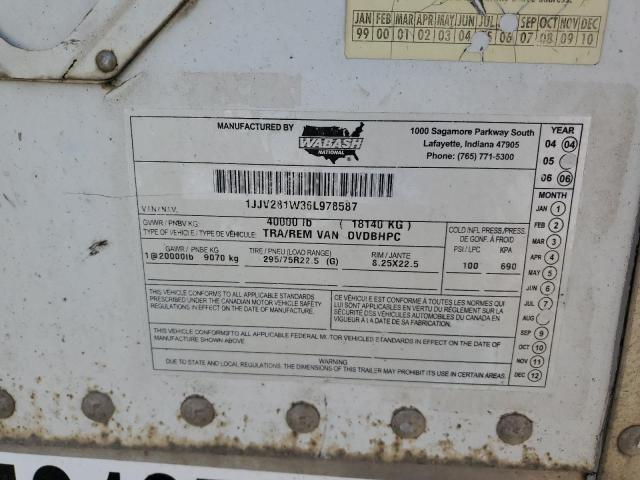 JAN FEB MAR APR MAY JUN JUL SEP OCT NOV DEC
99 00 01 02 03 04 05 06 07 08 09 10
MANUFACTURED BY
WABASH
NATIONAL
1000 Sagamore Parkway South
Lafayette, Indiana 47905
Phone: (765) 771-5300
YEAR
04 04
05
06 06
MONTH
JAN 1
FEB 2
MAR 3
APR 4
MAY 5
JUN 6
JUL 7
AUG
SEP 9
OCT 10
NOV 11
DEC 12
V.I.N./N.I.V. 1JJV281W36L978587
GVWR / PNBV KG: 40000 lb ( 18140 KG )
TYPE OF VEHICLE / TYPE DE VÉHICULE: TRA/REM VAN DVDBHPC
COLD INF. PRESS./PRESS.
DE GONF. À FROID
PSI/LPC KPA
100 690
GAWR / PNBE KG TIRE / PNEU (LOAD RANGE) RIM / JANTE
1@20000lb 9070 kg 295/75R22.5 (G) 8.25X22.5
THIS VEHICLE CONFORMS TO ALL APPLICABLE STANDARDS
PRESCRIBED UNDER THE CANADIAN MOTOR VEHICLE SAFETY
REGULATIONS IN EFFECT ON THE DATE OF MANUFACTURE.
CE VÉHICULE EST CONFORME À TOUTES LES NORMES QUI
LUI SONT APPLICABLES EN VERTU DU RÈGLEMENT SUR LA
SÉCURITÉ DES VÉHICULES AUTOMOBILES DU CANADA EN
VIGUEUR À LA DATE DE SA FABRICATION.
THIS VEHICLE CONFORMS TO ALL APPLICABLE FEDERAL MOTOR VEHICLE STANDARDS IN EFFECT ON THE DATE OF
MANUFACTURE SHOWN ABOVE
WARNING
DUE TO STATE AND LOCAL REGULATIONS, THE DIMENSIONS OF THIS TRAILER MAY PROHIBIT ITS USE IN CERTAIN AREAS.